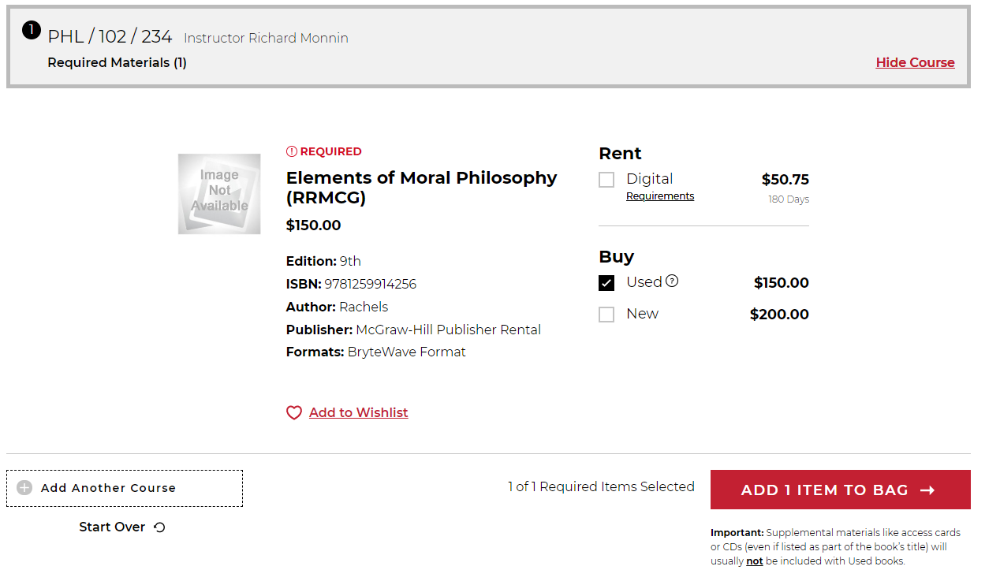 1
PHL / 102 / 234 Instructor Richard Monnin
Required Materials (1)
Hide Course
Image
Not
Available
REQUIRED
Elements of Moral Philosophy
(RRMCG)
$150.00
Edition: 9th
ISBN: 9781259914256
Author: Rachels
Publisher: McGraw-Hill Publisher Rental
Formats: BryteWave Format
Add to Wishlist
Rent
Digital $50.75
Requirements 180 Days
Buy
Used ? $150.00
New $200.00
Add Another Course
Start Over
1 of 1 Required Items Selected
ADD 1 ITEM TO BAG →
Important: Supplemental materials like access cards
or CDs (even if listed as part of the book's title) will
usually not be included with Used books.